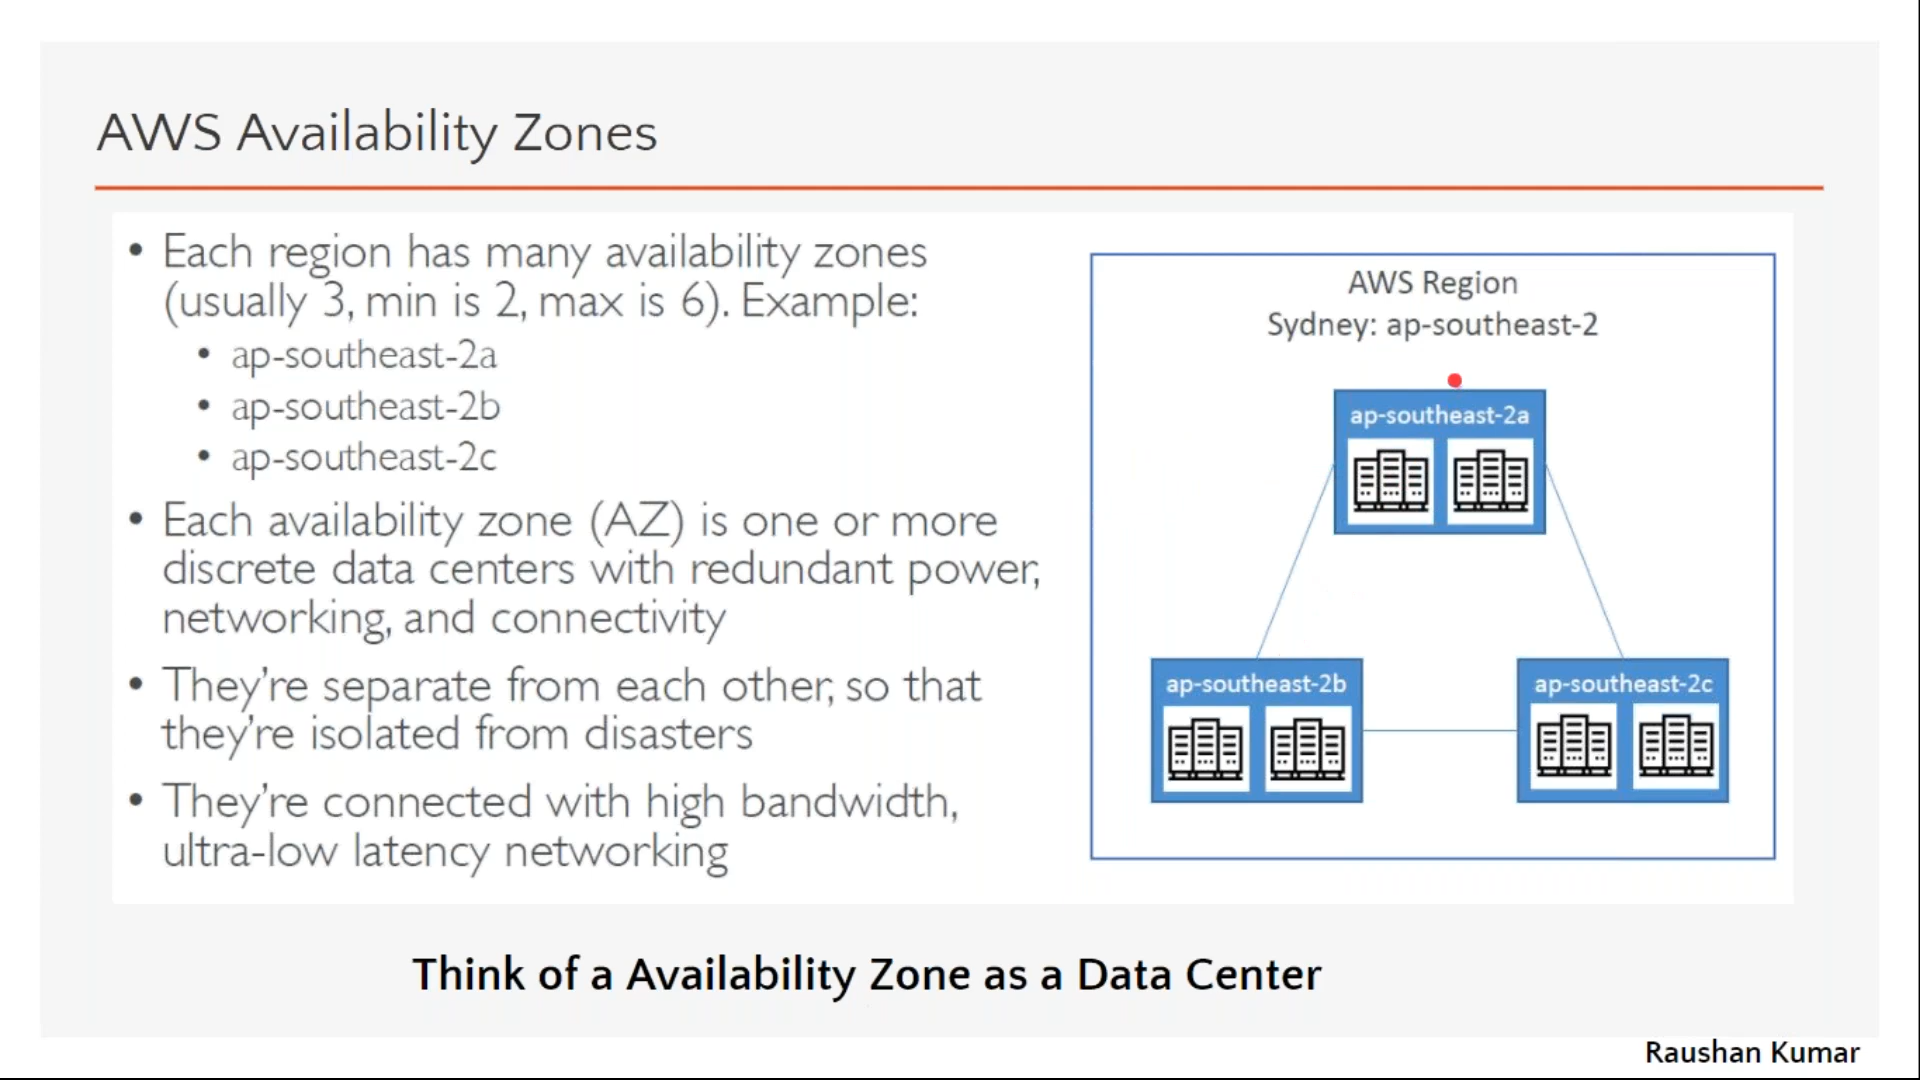 AWS Availability Zones
• Each region has many availability zones
(usually 3, min is 2, max is 6). Example:
• ap-southeast-2a
• ap-southeast-2b
• ap-southeast-2c
• Each availability zone (AZ) is one or more
discrete data centers with redundant power,
networking, and connectivity
• They’re separate from each other, so that
they’re isolated from disasters
• They’re connected with high bandwidth,
ultra-low latency networking
AWS Region
Sydney: ap-southeast-2
ap-southeast-2a
ap-southeast-2b
ap-southeast-2c
Think of a Availability Zone as a Data Center
Raushan Kumar